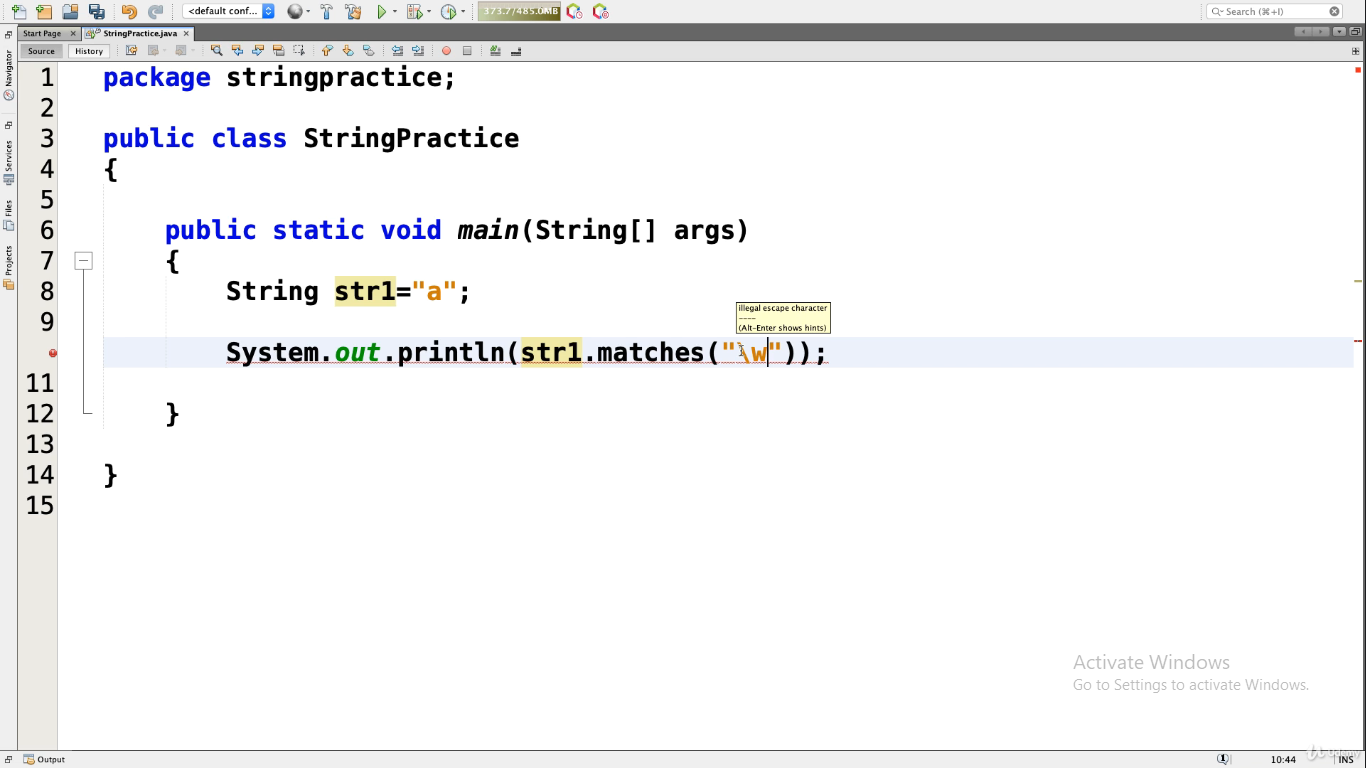 <default conf...
373.7/485.0MB
Search (⌘+I)
Start Page
StringPractice.java
Source
History
Navigator
Services
Files
Projects
1 package stringpractice;
2
3 public class StringPractice
4 {
5
6 public static void main(String[] args)
7 {
8 String str1="a";
9
illegal escape character
----
(Alt-Enter shows hints)
System.out.println(str1.matches("\w"));
11
12 }
13
14 }
15
Activate Windows
Go to Settings to activate Windows.
Output
1
10:44
INS
Udemy